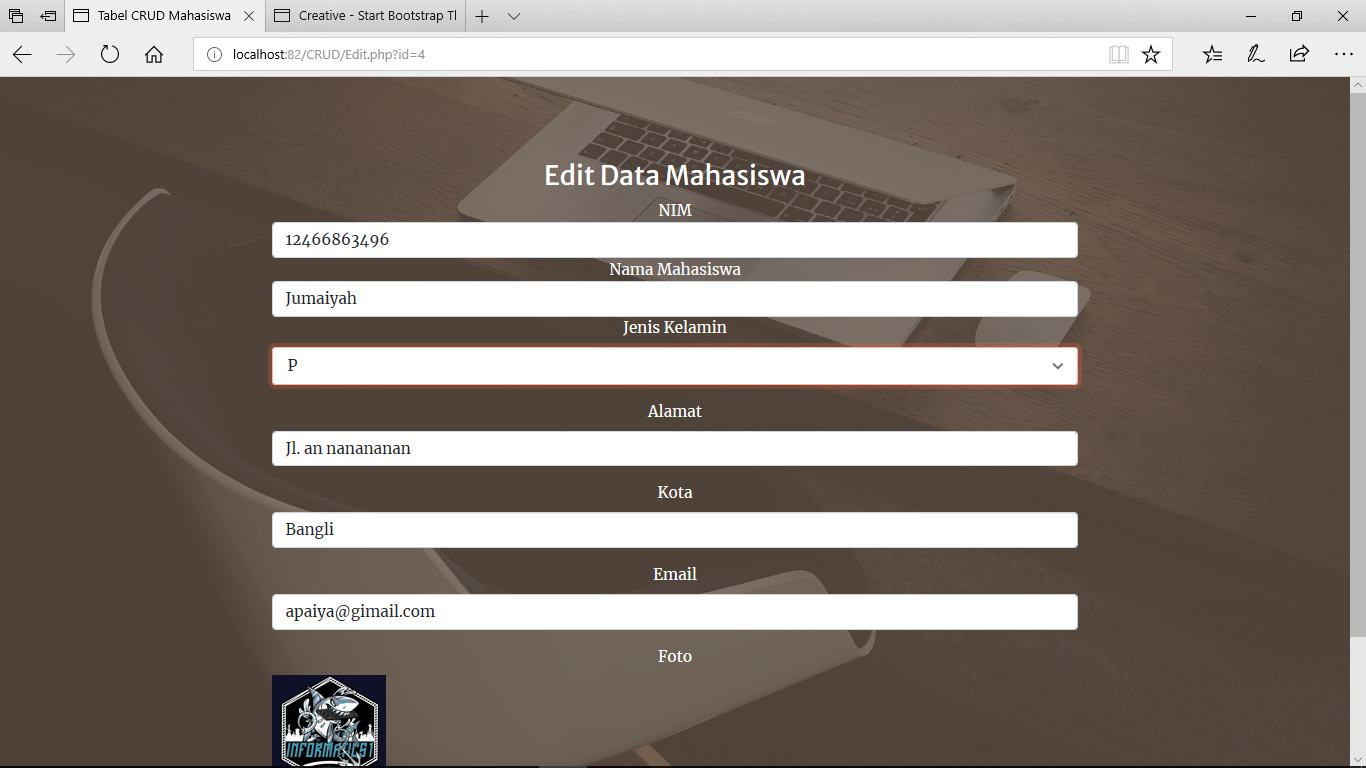 Tabel CRUD Mahasiswa
Creative - Start Bootstrap Tl
localhost:82/CRUD/Edit.php?id=4
Edit Data Mahasiswa
NIM
12466863496
Nama Mahasiswa
Jumaiyah
Jenis Kelamin
P
Alamat
Jl. an nanananan
Kota
Bangli
Email
apaiya@gimail.com
Foto
INFORMATICS1